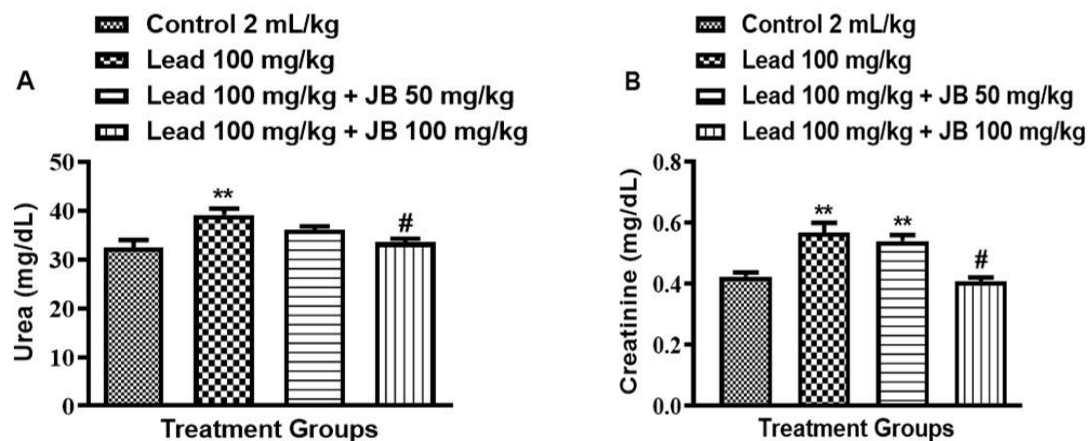 A
Control 2 mL/kg
Lead 100 mg/kg
Lead 100 mg/kg + JB 50 mg/kg
Lead 100 mg/kg + JB 100 mg/kg
Urea (mg/dL)
50
40
30
20
10
0
**
#
Treatment Groups
B
Control 2 mL/kg
Lead 100 mg/kg
Lead 100 mg/kg + JB 50 mg/kg
Lead 100 mg/kg + JB 100 mg/kg
Creatinine (mg/dL)
0.8
0.6
0.4
0.2
0.0
**
**
#
Treatment Groups